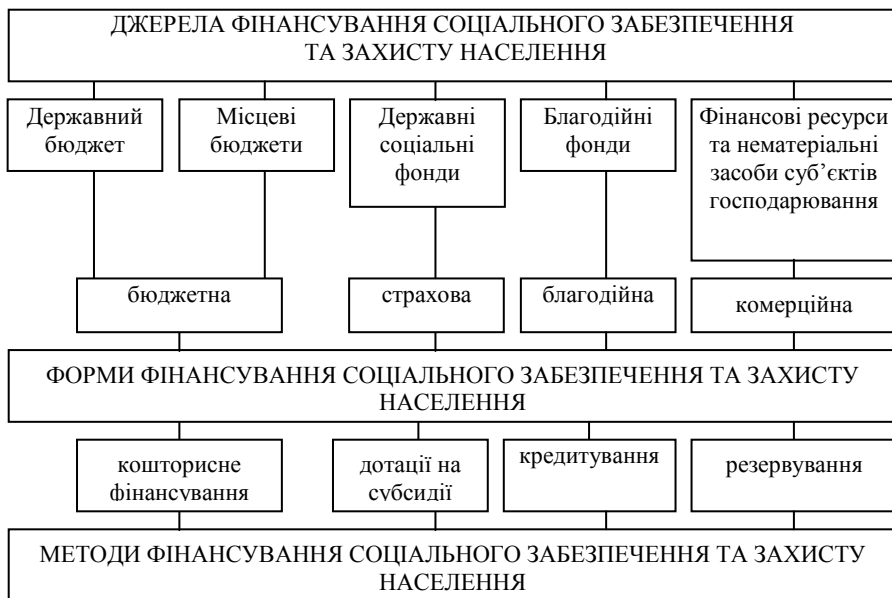 ДЖЕРЕЛА ФІНАНСУВАННЯ СОЦІАЛЬНОГО ЗАБЕЗПЕЧЕННЯ
ТА ЗАХИСТУ НАСЕЛЕННЯ
Державний
бюджет
Місцеві
бюджети
Державні
соціальні
фонди
Благодійні
фонди
Фінансові ресурси
та нематеріальні
засоби суб’єктів
господарювання
бюджетна
страхова
благодійна
комерційна
ФОРМИ ФІНАНСУВАННЯ СОЦІАЛЬНОГО ЗАБЕЗПЕЧЕННЯ ТА ЗАХИСТУ
НАСЕЛЕННЯ
кошторисне
фінансування
дотації на
субсидії
кредитування
резервування
МЕТОДИ ФІНАНСУВАННЯ СОЦІАЛЬНОГО ЗАБЕЗПЕЧЕННЯ ТА ЗАХИСТУ
НАСЕЛЕННЯ